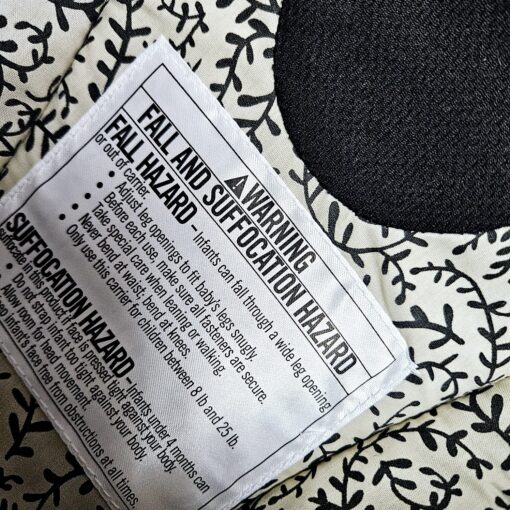 ⚠WARNING
FALL AND SUFFOCATION HAZARD
FALL HAZARD - Infants can fall through a wide leg opening
or out of carrier.
• Adjust leg openings to fit baby's legs snugly.
• Before each use, make sure all fasteners are secure.
• Take special care when leaning or walking.
• Never bend at waist; bend at knees.
• Only use this carrier for children between 8 lb and 25 lb.
SUFFOCATION HAZARD - Infants under 4 months can
suffocate in this product if face is pressed tight against your body.
• Do not strap infant too tight against your body.
• Allow room for head movement.
infant's face free from obstructions at all times.